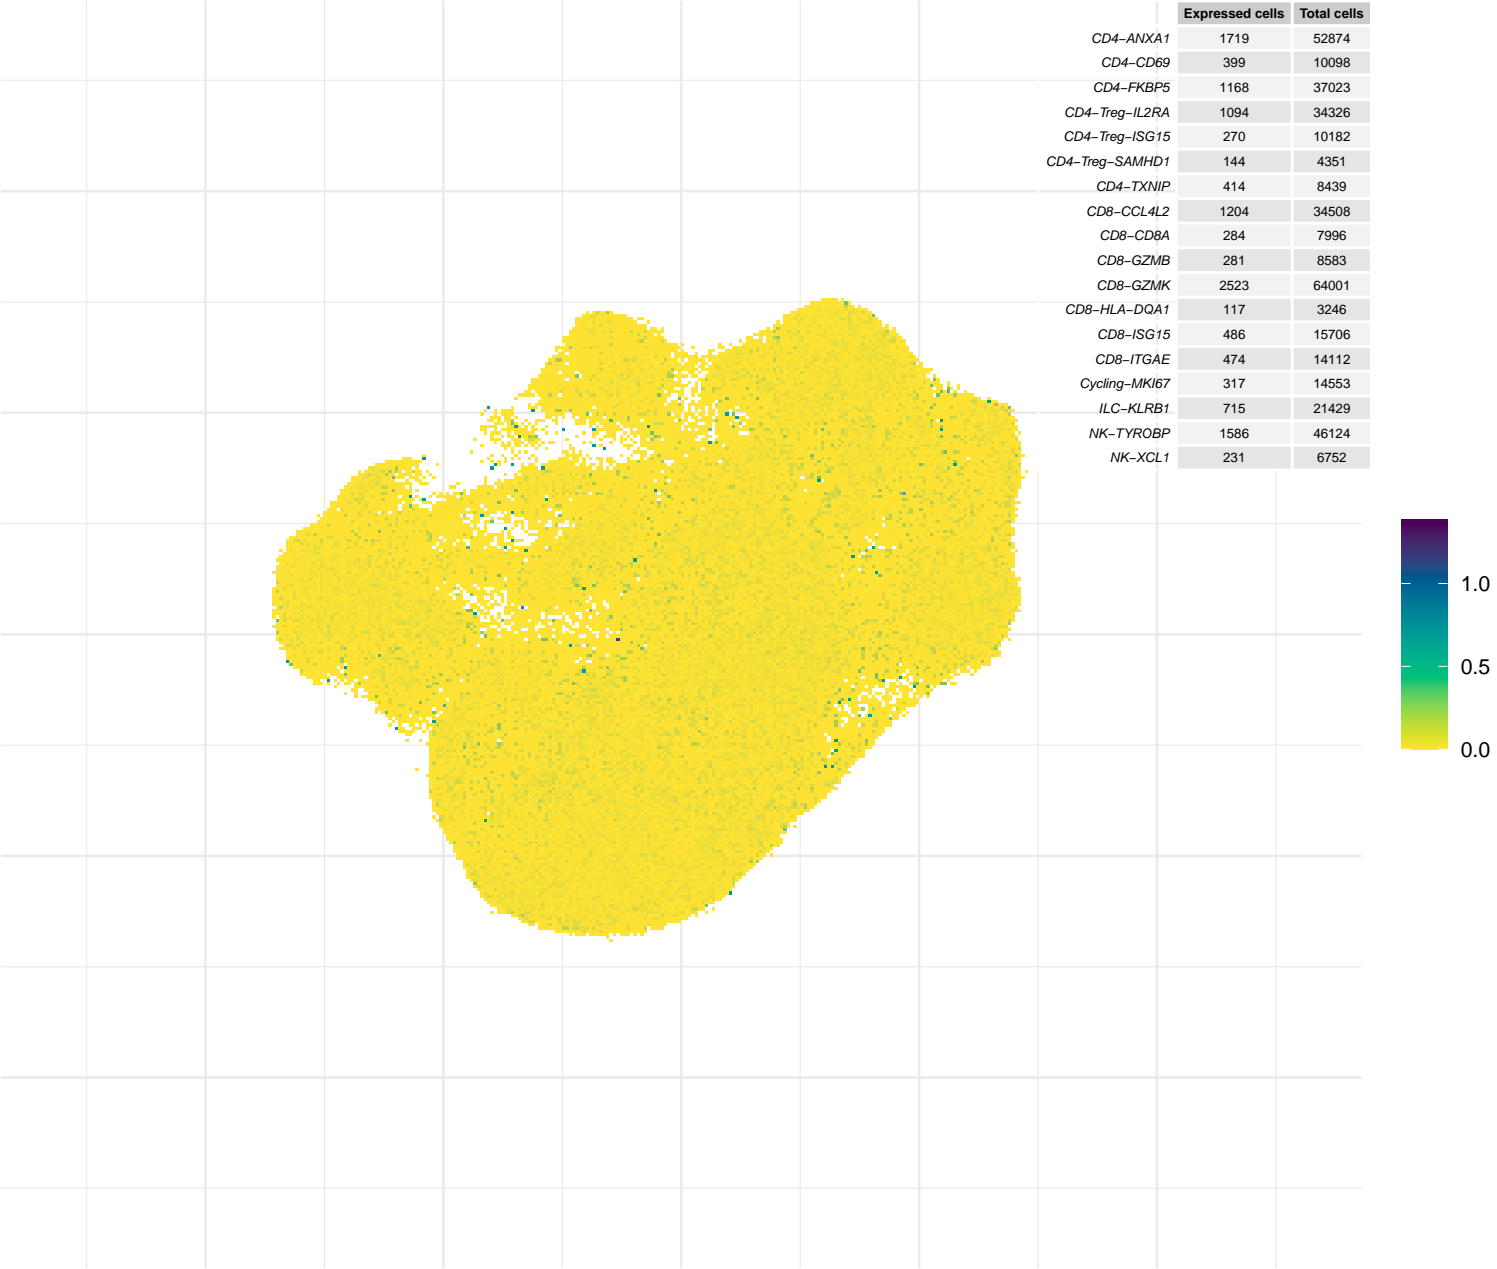 Expressed cells Total cells
CD4−ANXA1 1719 52874
CD4−CD69 399 10098
CD4−FKBP5 1168 37023
CD4−Treg−IL2RA 1094 34326
CD4−Treg−ISG15 270 10182
CD4−Treg−SAMHD1 144 4351
CD4−TXNIP 414 8439
CD8−CCL4L2 1204 34508
CD8−CD8A 284 7996
CD8−GZMB 281 8583
CD8−GZMK 2523 64001
CD8−HLA−DQA1 117 3246
CD8−ISG15 486 15706
CD8−ITGAE 474 14112
Cycling−MKI67 317 14553
ILC−KLRB1 715 21429
NK−TYROBP 1586 46124
NK−XCL1 231 6752
1.0
0.5
0.0